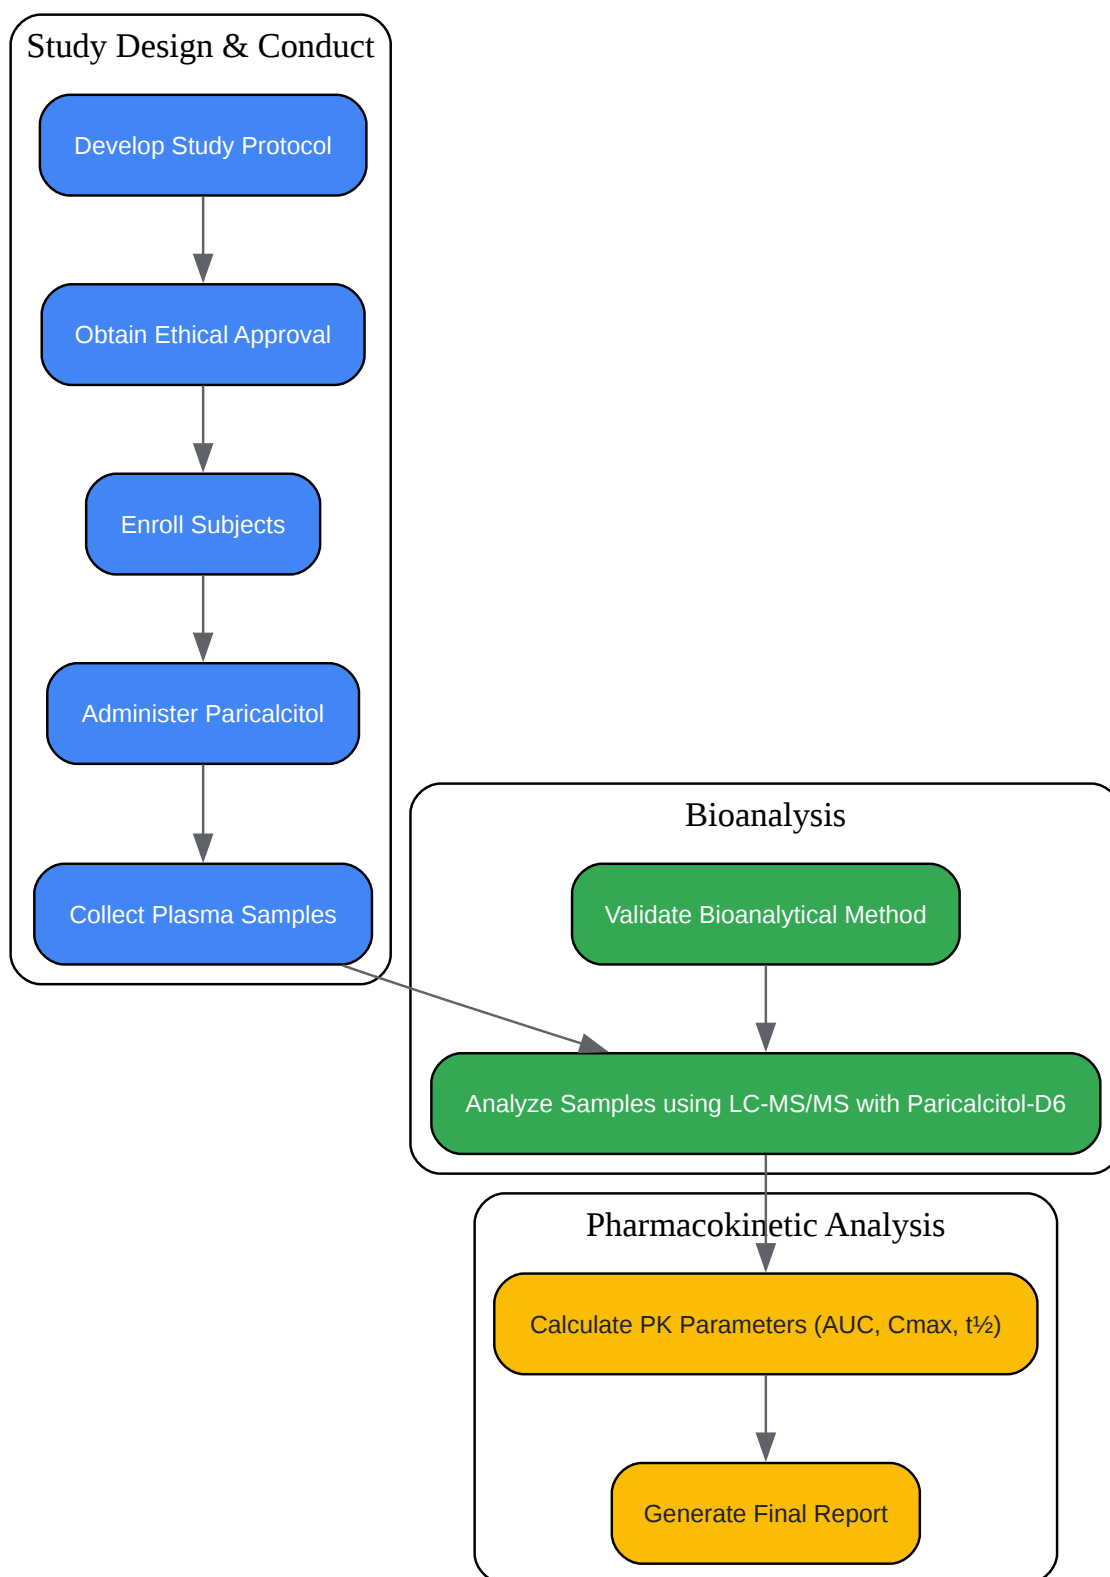 Study Design & Conduct
Develop Study Protocol
Obtain Ethical Approval
Enroll Subjects
Administer Paricalcitol
Collect Plasma Samples
Bioanalysis
Validate Bioanalytical Method
Analyze Samples using LC-MS/MS with Paricalcitol-D6
Pharmacokinetic Analysis
Calculate PK Parameters (AUC, Cmax, t½)
Generate Final Report